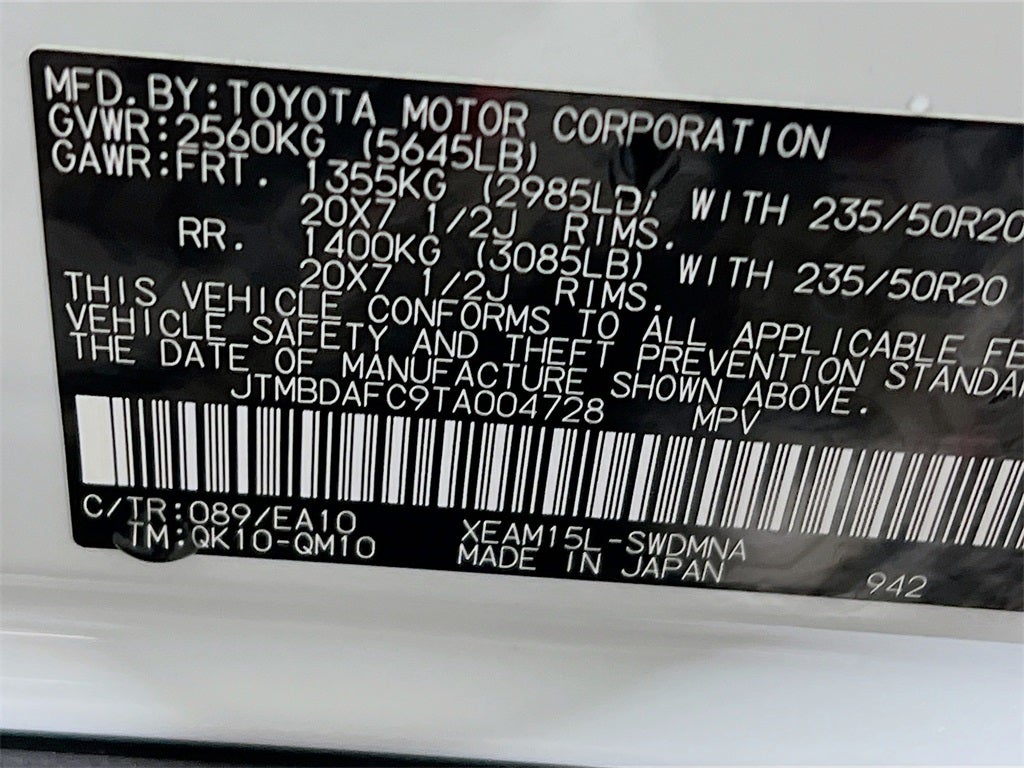 MFD. BY: TOYOTA MOTOR CORPORATION
GVWR: 2560KG (5645LB)
GAWR: FRT. 1355KG (2985LB) WITH 235/50R20
20X7 1/2J RIMS.
RR. 1400KG (3085LB) WITH 235/50R20
20X7 1/2J RIMS.
THIS VEHICLE CONFORMS TO ALL APPLICABLE FE
VEHICLE SAFETY AND THEFT PREVENTION STANDA
THE DATE OF MANUFACTURE SHOWN ABOVE.
JTMBDAFC9TA004728 MPV
C/TR: 089/EA10 XEAM15L-SWDMNA
TM: QK10-QM10 MADE IN JAPAN 942